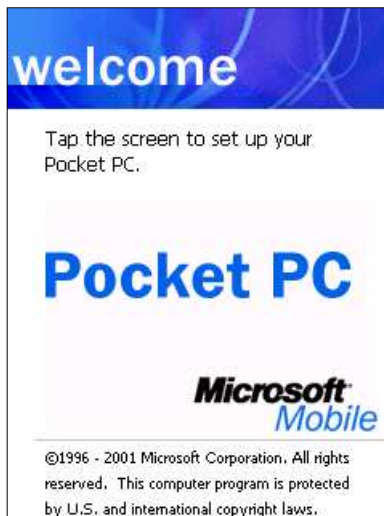 welcome
Tap the screen to set up your
Pocket PC.
Pocket PC
Microsoft
Mobile
©1996 - 2001 Microsoft Corporation. All rights
reserved. This computer program is protected
by U.S. and international copyright laws.